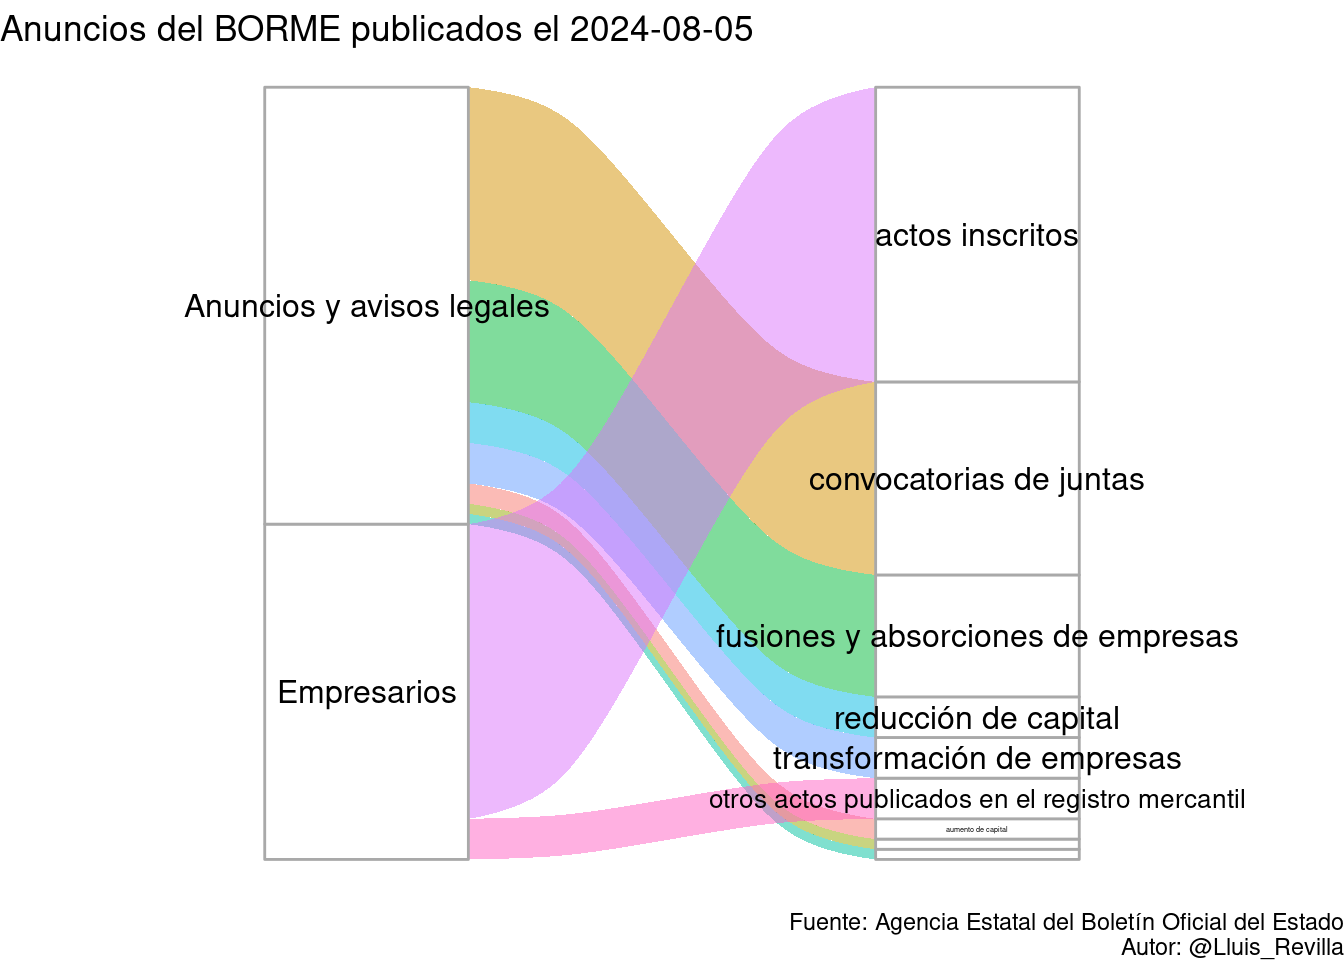 Anuncios del BORME publicados el 2024-08-05
actos inscritos
Anuncios y avisos legales
convocatorias de juntas
fusiones y absorciones de empresas
Empresarios
reducción de capital
transformación de empresas
otros actos publicados en el registro mercantil
aumento de capital
Fuente: Agencia Estatal del Boletín Oficial del Estado
Autor: @Lluis_Revilla